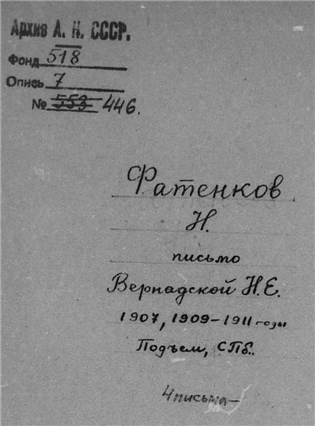 Архив А. Н. СССР.
Фонд 518
Опись 7
№ 553 446.
Фатенков
Н.
письмо
Вернадской Н.Е.
1907, 1909-1911 годы
Подъем, СПб.
4 письма